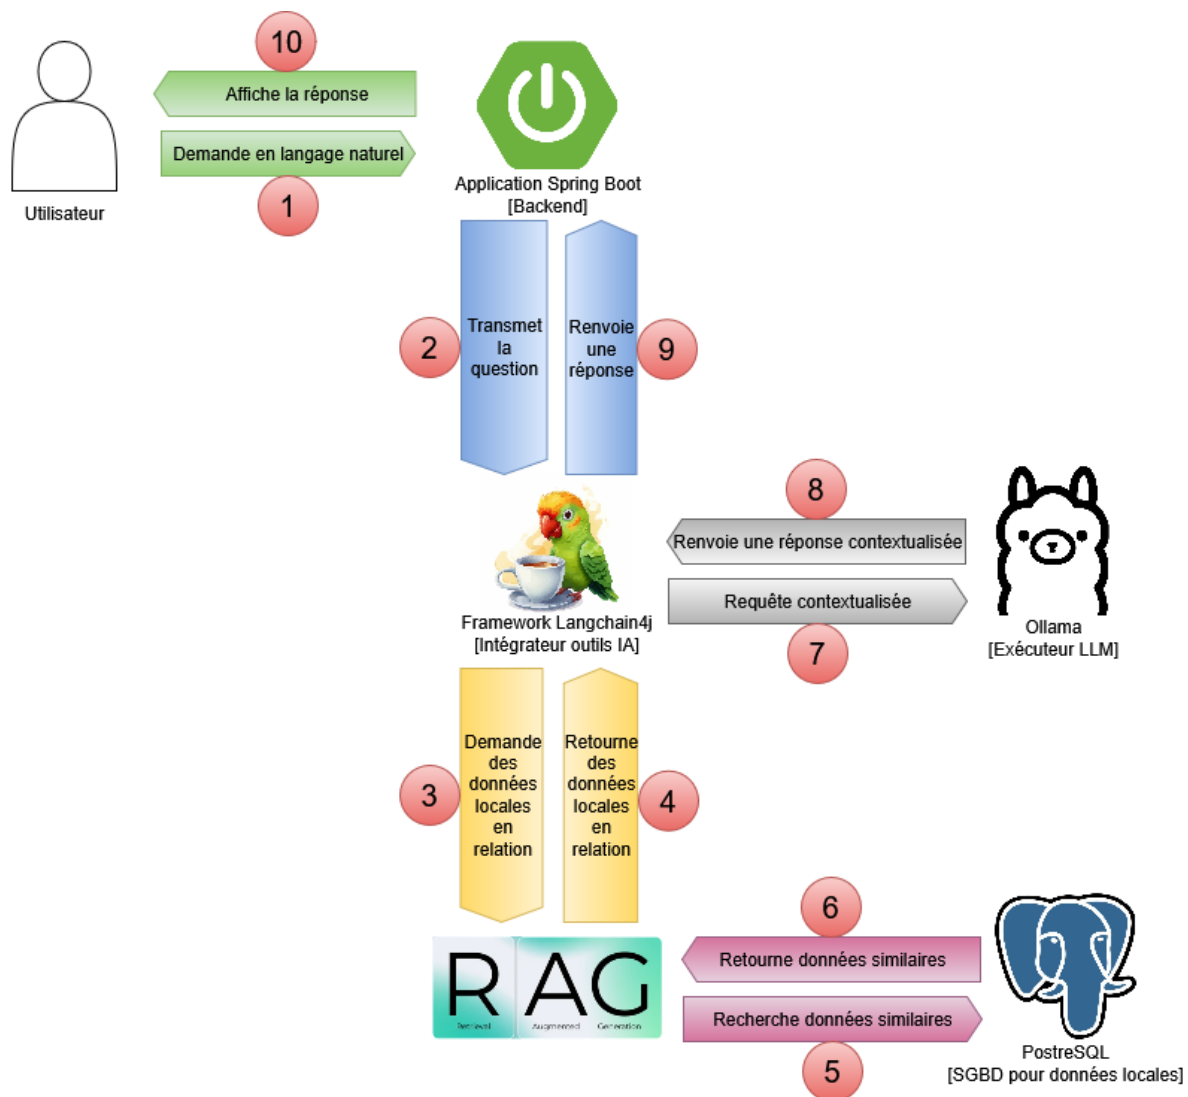 10
Affiche la réponse
Demande en langage naturel
1
Utilisateur
Application Spring Boot
[Backend]
2
Transmet
la
question
Renvoie
une
réponse
9
8
Renvoie une réponse contextualisée
Requête contextualisée
7
Framework Langchain4j
[Intégrateur outils IA]
Ollama
[Exécuteur LLM]
3
Demande
des
données
locales
en
relation
Retourne
des
données
locales
en
relation
4
6
Retourne données similaires
Recherche données similaires
5
RAG
Retrieval Augmented Generation
PostreSQL
[SGBD pour données locales]